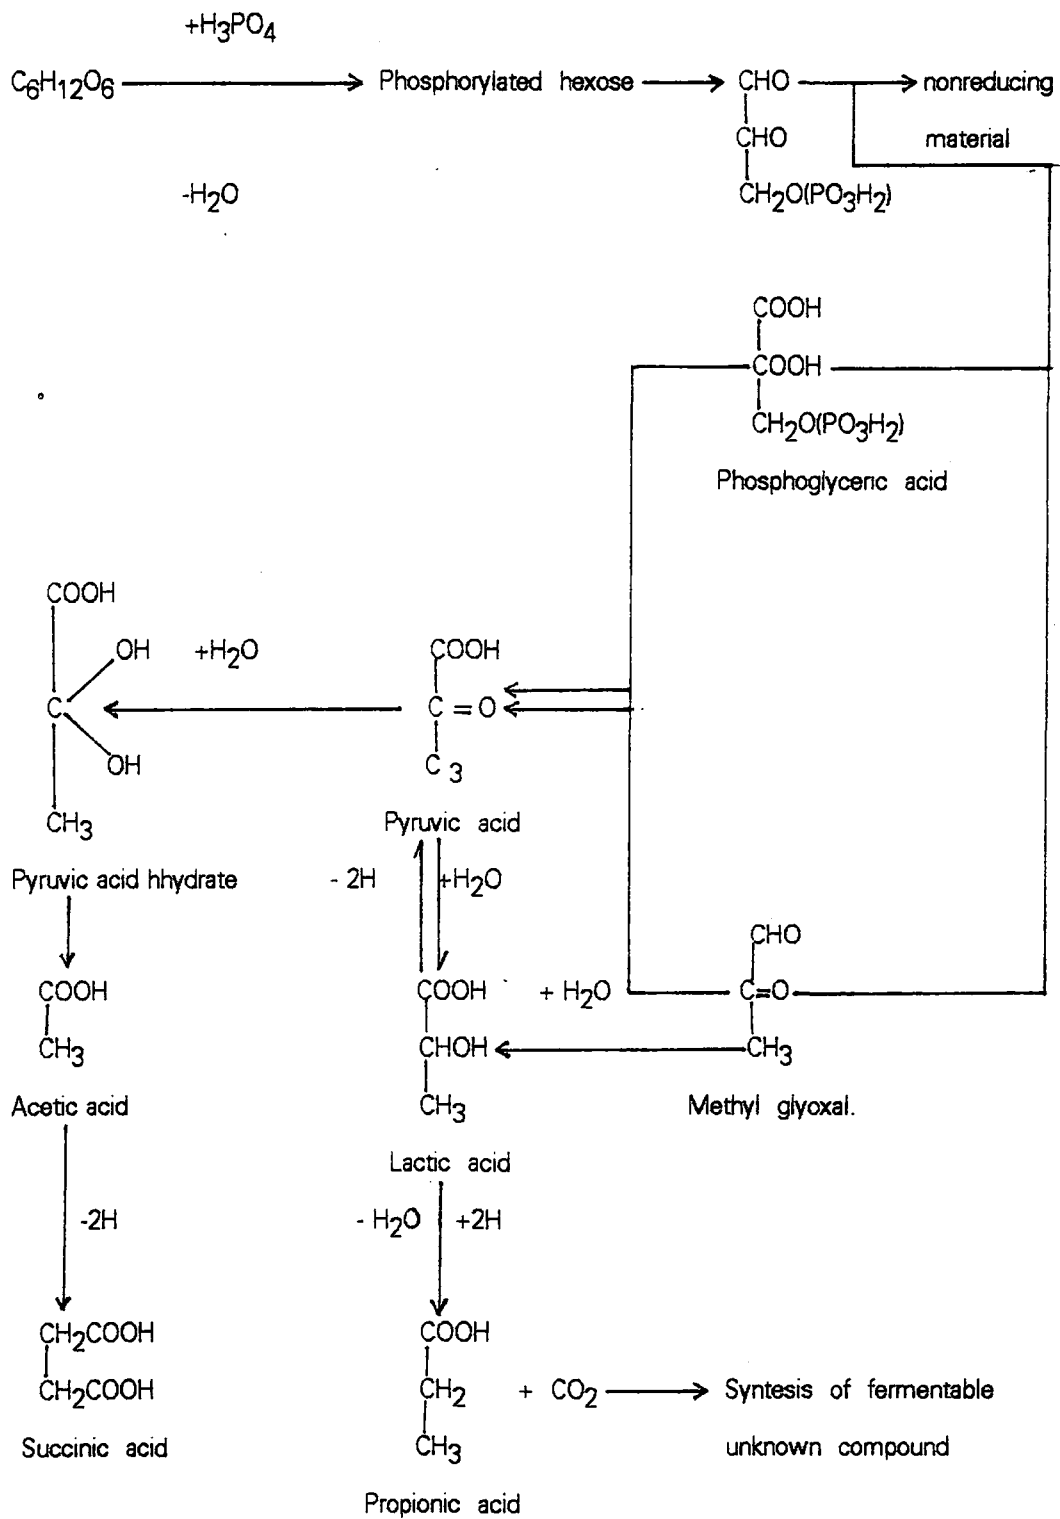 +H3PO4
C6H12O6 Phosphorylated hexose CHO nonreducing
CHO material
-H2O CH2O(PO3H2)
COOH
COOH
CH2O(PO3H2)
Phosphoglyceric acid
COOH
OH +H2O COOH
C C=O
OH C3
CH3 Pyruvic acid
Pyruvic acid hhydrate - 2H +H2O
CHO
COOH COOH + H2O C=O
CH3 CHOH CH3
Acetic acid CH3 Methyl glyoxal.
Lactic acid
-2H - H2O +2H
CH2COOH COOH
CH2COOH CH2 + CO2 Syntesis of fermentable
Succinic acid CH3 unknown compound
Propionic acid